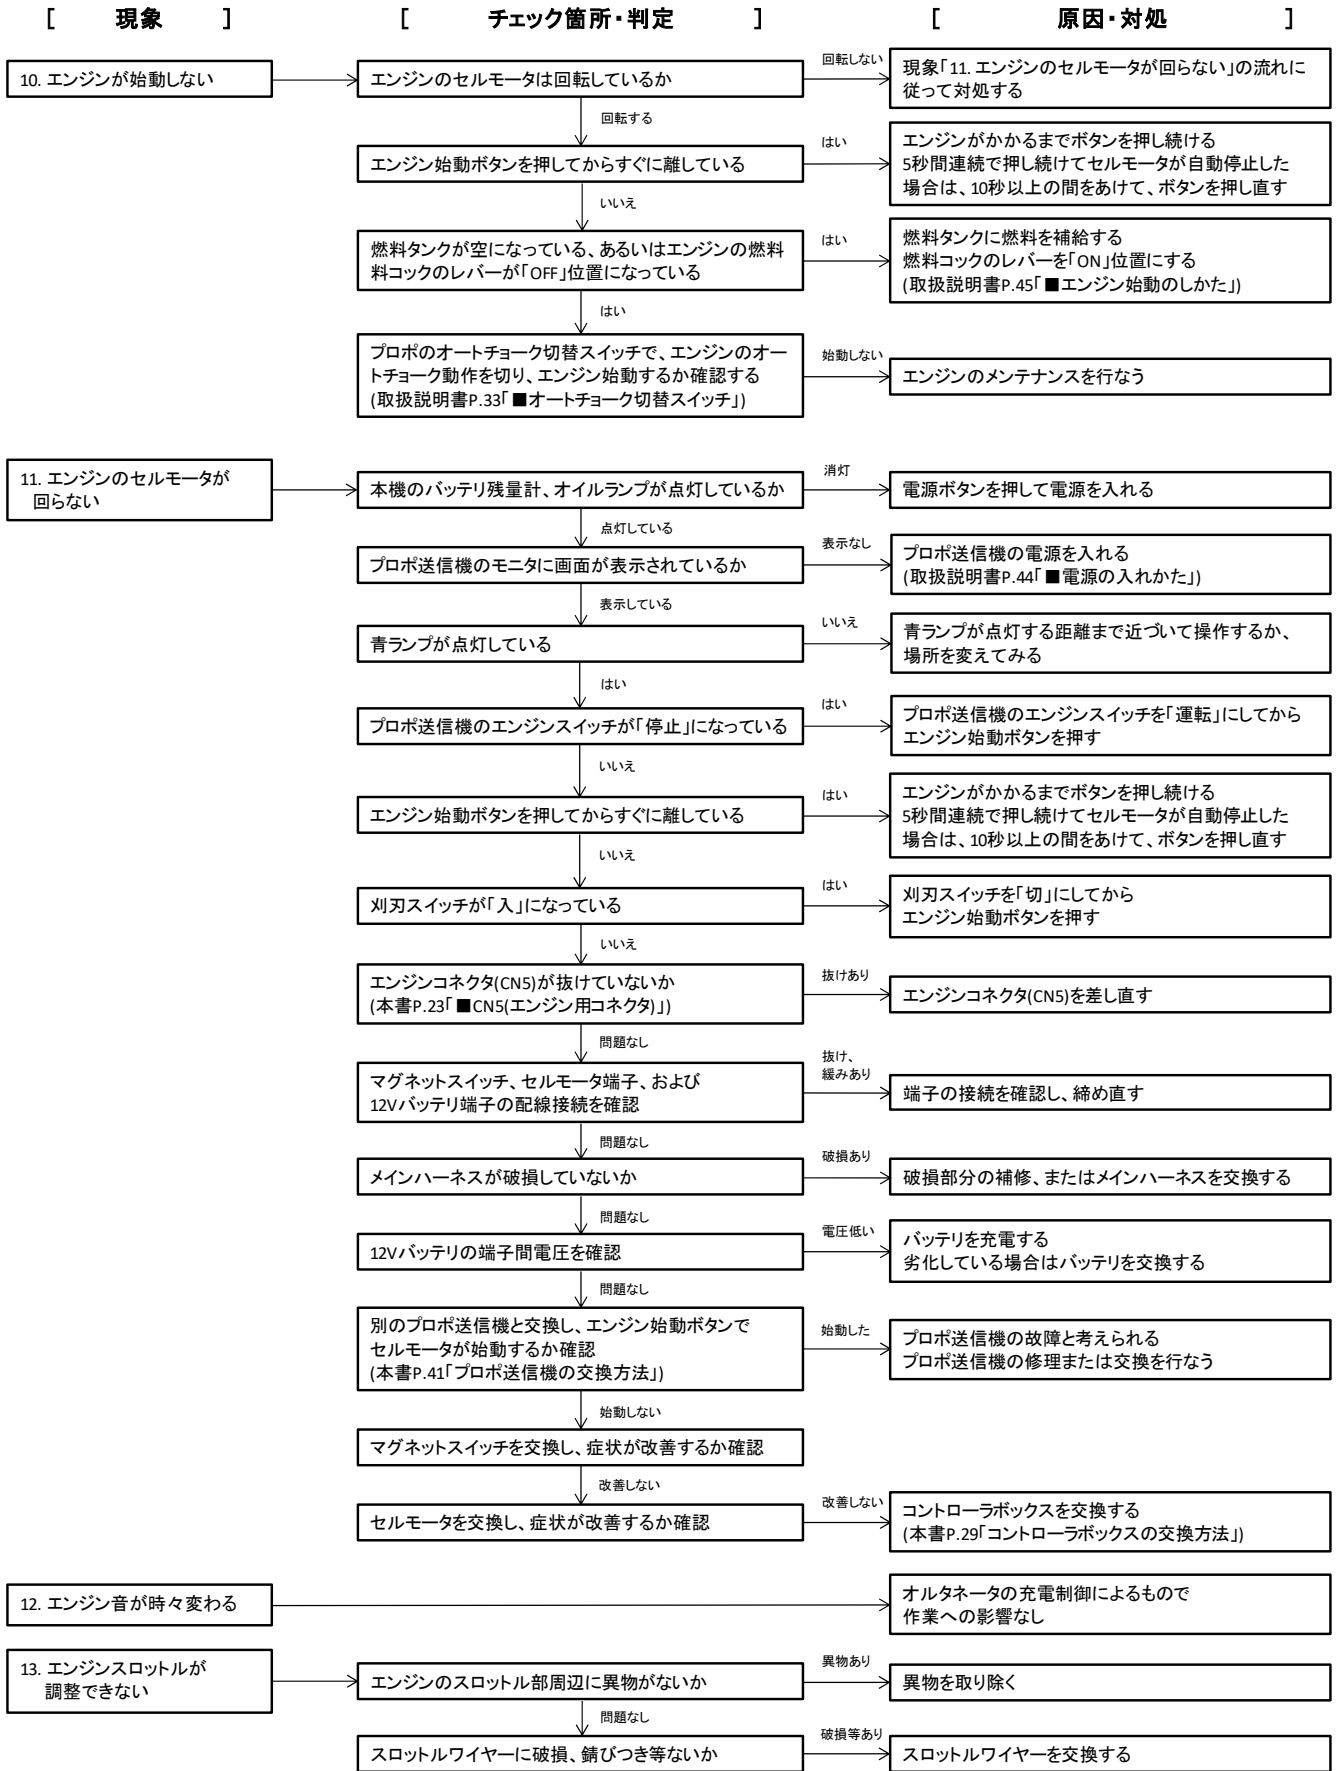 [ 現象 ]
[ チェック箇所・判定 ]
[ 原因・対処 ]
10. エンジンが始動しない
エンジンのセルモータは回転しているか
回転しない
現象「11. エンジンのセルモータが回らない」の流れに
従って対処する
回転する
エンジン始動ボタンを押してからすぐに離している
はい
エンジンがかかるまでボタンを押し続ける
5秒間連続で押し続けてセルモータが自動停止した
場合は、10秒以上の間をあけて、ボタンを押し直す
いいえ
燃料タンクが空になっている、あるいはエンジンの燃料
料コックのレバーが「OFF」位置になっている
はい
燃料タンクに燃料を補給する
燃料コックのレバーを「ON」位置にする
(取扱説明書P.45「■エンジン始動のしかた」)
はい
プロポのオートチョーク切替スイッチで、エンジンのオー
トチョーク動作を切り、エンジン始動するか確認する
(取扱説明書P.33「■オートチョーク切替スイッチ」)
始動しない
エンジンのメンテナンスを行なう
11. エンジンのセルモータが
回らない
本機のバッテリ残量計、オイルランプが点灯しているか
消灯
電源ボタンを押して電源を入れる
点灯している
プロポ送信機のモニタに画面が表示されているか
表示なし
プロポ送信機の電源を入れる
(取扱説明書P.44「■電源の入れかた」)
表示している
青ランプが点灯している
いいえ
青ランプが点灯する距離まで近づいて操作するか、
場所を変えてみる
はい
プロポ送信機のエンジンスイッチが「停止」になっている
はい
プロポ送信機のエンジンスイッチを「運転」にしてから
エンジン始動ボタンを押す
いいえ
エンジン始動ボタンを押してからすぐに離している
はい
エンジンがかかるまでボタンを押し続ける
5秒間連続で押し続けてセルモータが自動停止した
場合は、10秒以上の間をあけて、ボタンを押し直す
いいえ
刈刃スイッチが「入」になっている
はい
刈刃スイッチを「切」にしてから
エンジン始動ボタンを押す
いいえ
エンジンコネクタ(CN5)が抜けていないか
(本書P.23「■CN5(エンジン用コネクタ)」)
抜けあり
エンジンコネクタ(CN5)を差し直す
問題なし
マグネットスイッチ、セルモータ端子、および
12Vバッテリ端子の配線接続を確認
抜け、
緩みあり
端子の接続を確認し、締め直す
問題なし
メインハーネスが破損していないか
破損あり
破損部分の補修、またはメインハーネスを交換する
問題なし
12Vバッテリの端子間電圧を確認
電圧低い
バッテリを充電する
劣化している場合はバッテリを交換する
問題なし
別のプロポ送信機と交換し、エンジン始動ボタンで
セルモータが始動するか確認
(本書P.41「プロポ送信機の交換方法」)
始動した
プロポ送信機の故障と考えられる
プロポ送信機の修理または交換を行なう
始動しない
マグネットスイッチを交換し、症状が改善するか確認
改善しない
セルモータを交換し、症状が改善するか確認
改善しない
コントローラボックスを交換する
(本書P.29「コントローラボックスの交換方法」)
12. エンジン音が時々変わる
オルタネータの充電制御によるもので
作業への影響なし
13. エンジンスロットルが
調整できない
エンジンのスロットル部周辺に異物がないか
異物あり
異物を取り除く
問題なし
スロットルワイヤーに破損、錆びつき等ないか
破損等あり
スロットルワイヤーを交換する